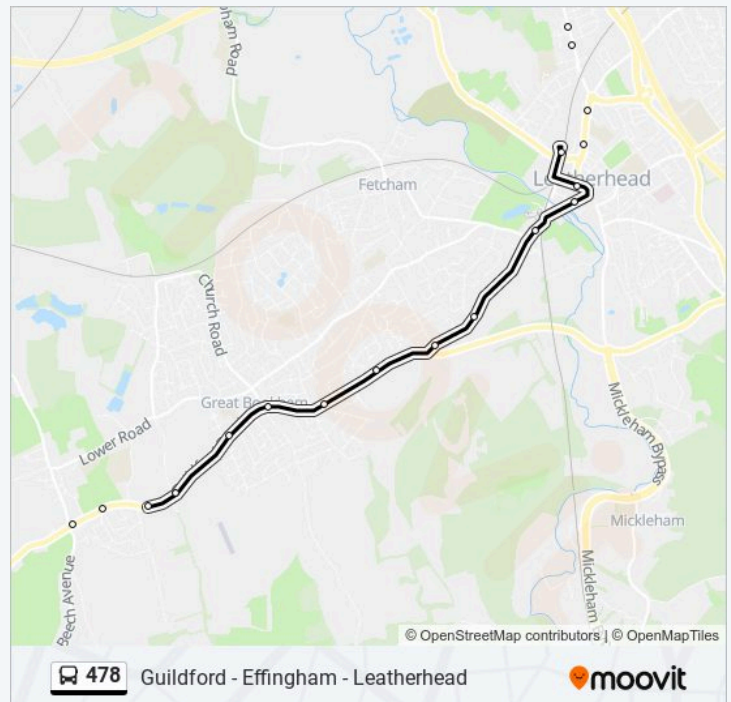 ham Road
Leatherhead
Fetcham
Church Road
Great Bookham
Lower Road
Mickleham Bypass
Mickleham
Beech Avenue
Mickleham
© OpenStreetMap contributors | © OpenMapTiles
478 Guildford - Effingham - Leatherhead
moovit